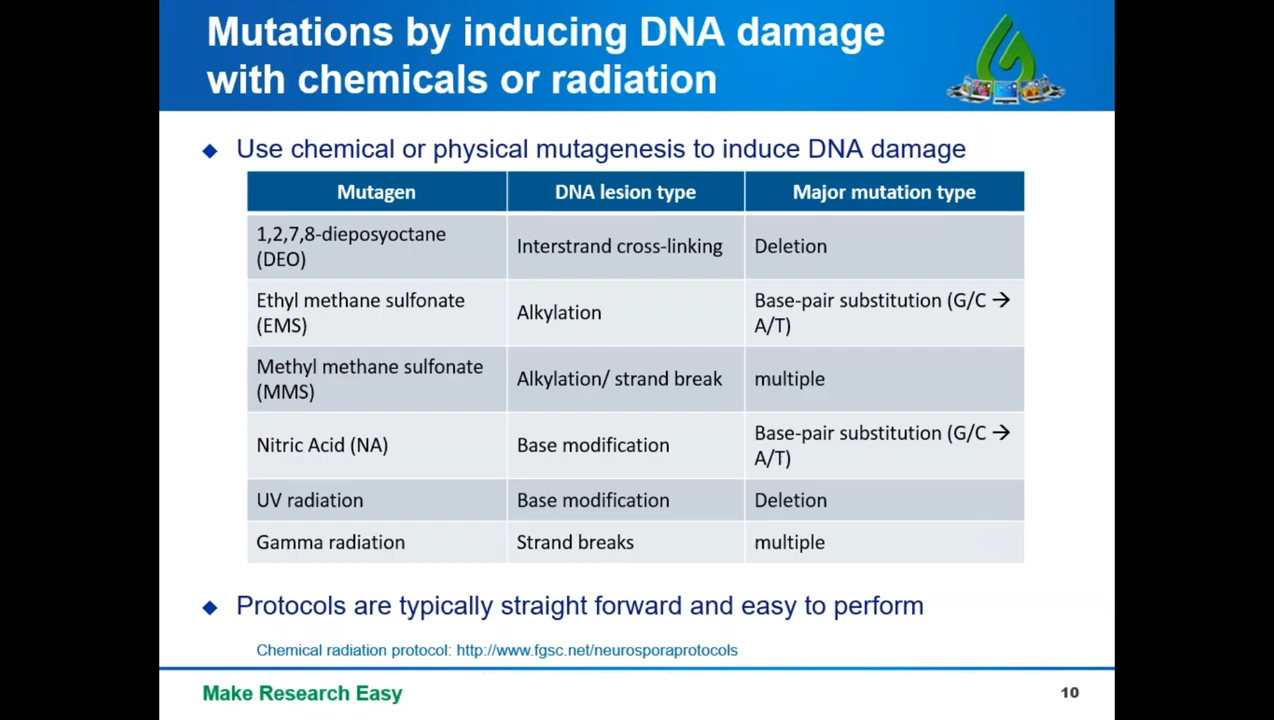 Mutations by inducing DNA damage
with chemicals or radiation
Use chemical or physical mutagenesis to induce DNA damage
Mutagen DNA lesion type Major mutation type
1,2,7,8-dieposyoctane
(DEO)
Interstrand cross-linking
Deletion
Ethyl methane sulfonate
(EMS)
Alkylation
Base-pair substitution (G/C →
A/T)
Methyl methane sulfonate
(MMS)
Alkylation/ strand break
multiple
Nitric Acid (NA)
Base modification
Base-pair substitution (G/C →
A/T)
UV radiation
Base modification
Deletion
Gamma radiation
Strand breaks
multiple
Protocols are typically straight forward and easy to perform
Chemical radiation protocol: http://www.fgsc.net/neurosporaprotocols
Make Research Easy
10